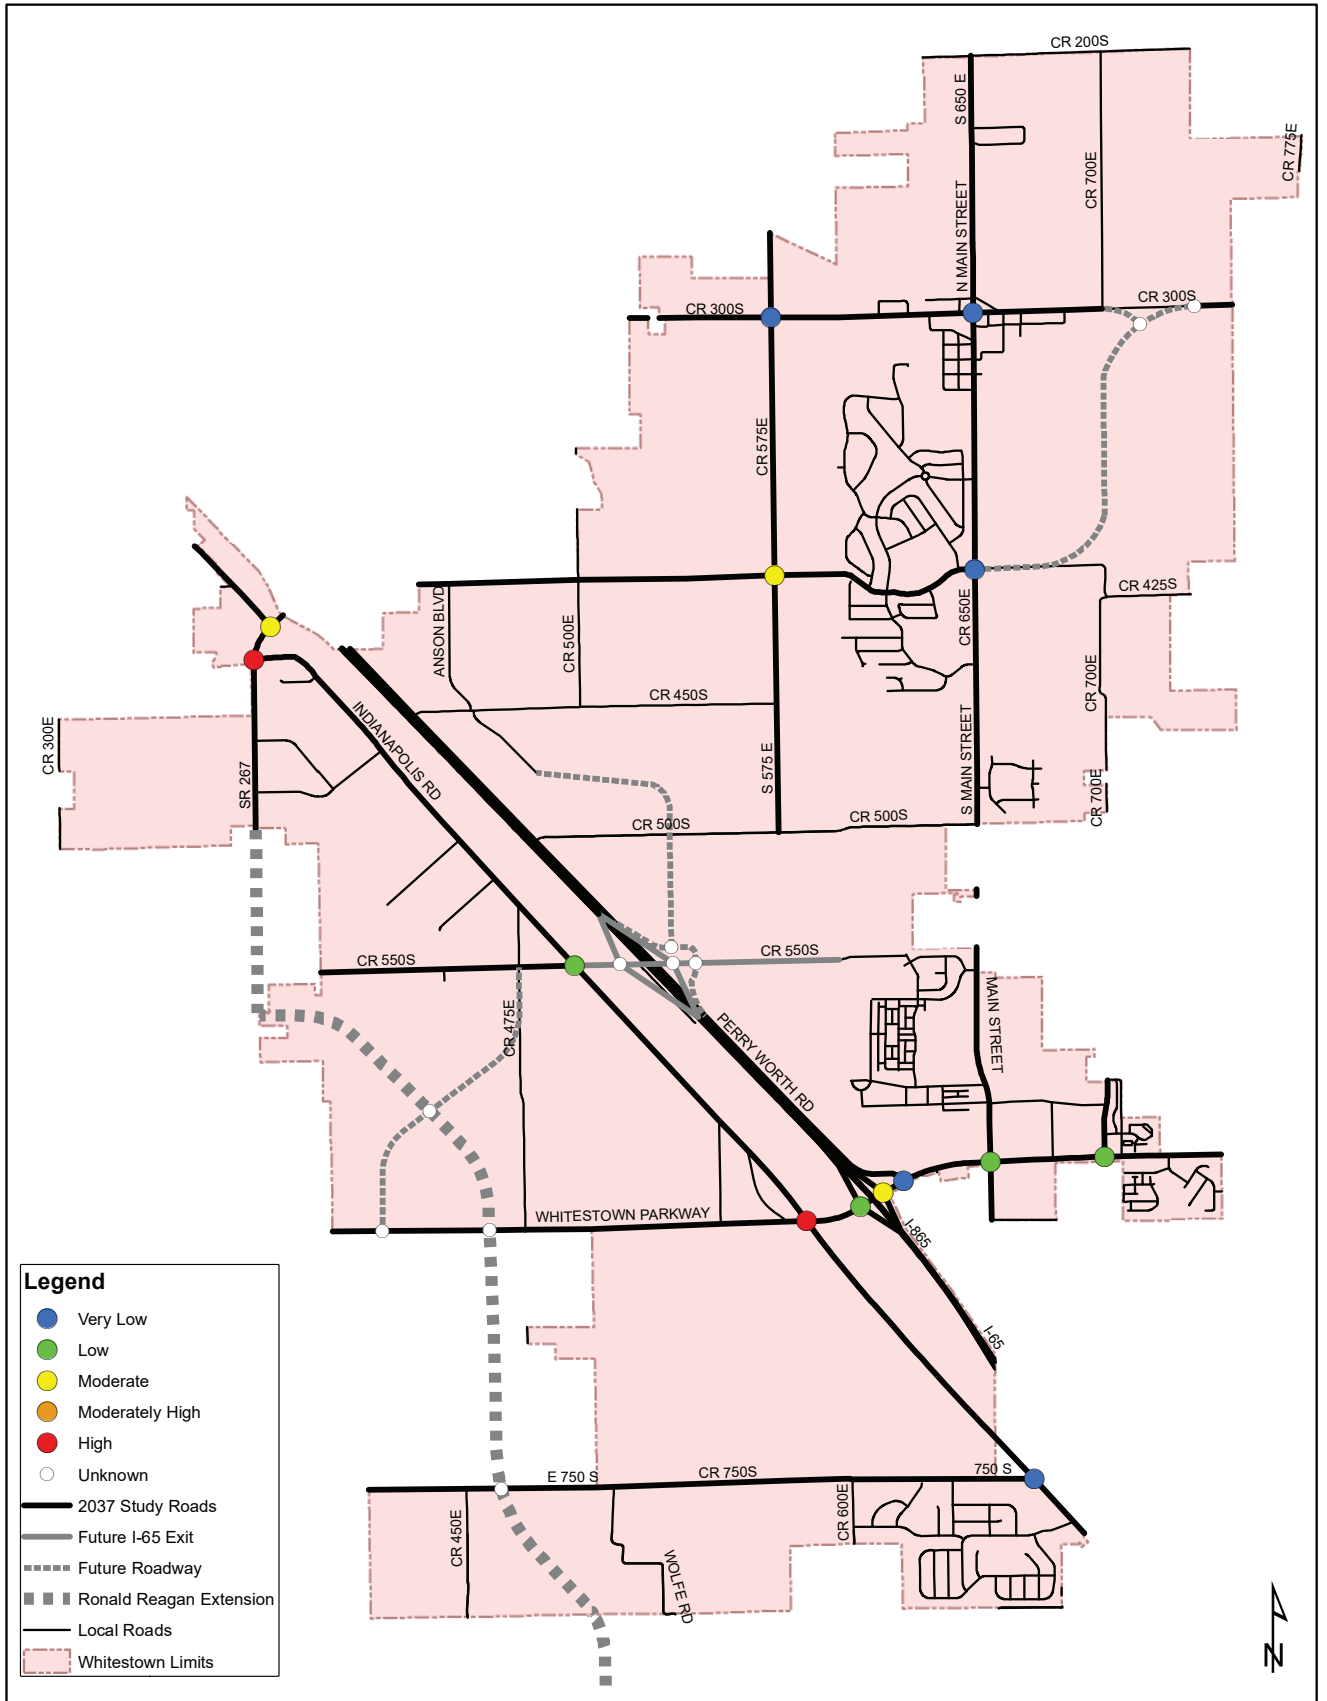 CR 200S
S 650 E
CR 775E
CR 700E
N MAIN STREET
CR 300S
CR 300S
CR 575E
ANSON BLVD
CR 500E
CR 425S
CR 650E
CR 450S
CR 700E
CR 300E
INDIANAPOLIS RD
SR 267
S 575 E
S MAIN STREET
CR 700E
CR 500S
CR 500S
CR 550S
CR 550S
CR 475E
MAIN STREET
PERRY WORTH RD
WHITESTOWN PARKWAY
I-865
I-65
E 750 S
CR 750S
750 S
CR 450E
WOLFE RD
CR 600E
Legend
Very Low
Low
Moderate
Moderately High
High
Unknown
2037 Study Roads
Future I-65 Exit
Future Roadway
Ronald Reagan Extension
Local Roads
Whitestown Limits
N